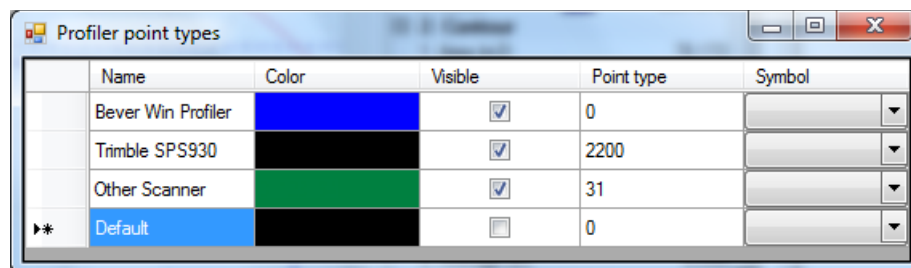 Profiler point types
Name Color Visible Point type Symbol
Bever Win Profiler 0
Trimble SPS930 2200
Other Scanner 31
Default 0